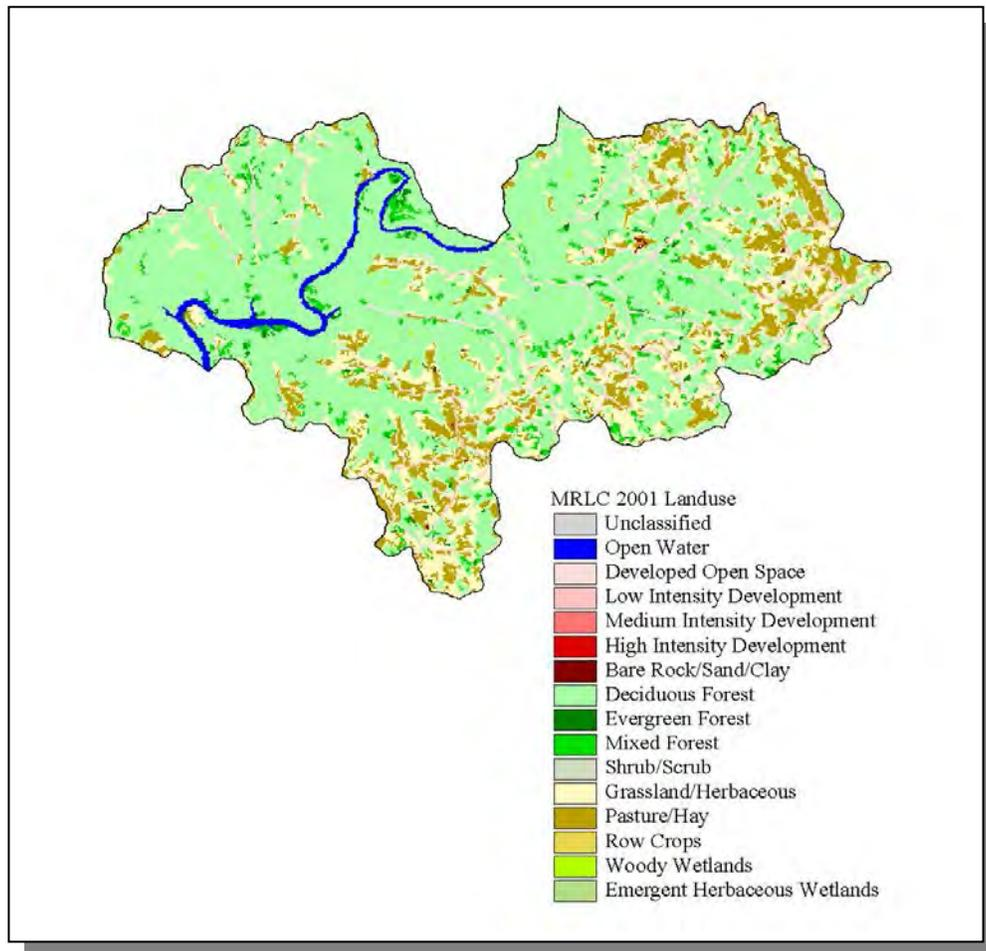 MRLC 2001 Landuse
Unclassified
Open Water
Developed Open Space
Low Intensity Development
Medium Intensity Development
High Intensity Development
Bare Rock/Sand/Clay
Deciduous Forest
Evergreen Forest
Mixed Forest
Shrub/Scrub
Grassland/Herbaceous
Pasture/Hay
Row Crops
Woody Wetlands
Emergent Herbaceous Wetlands